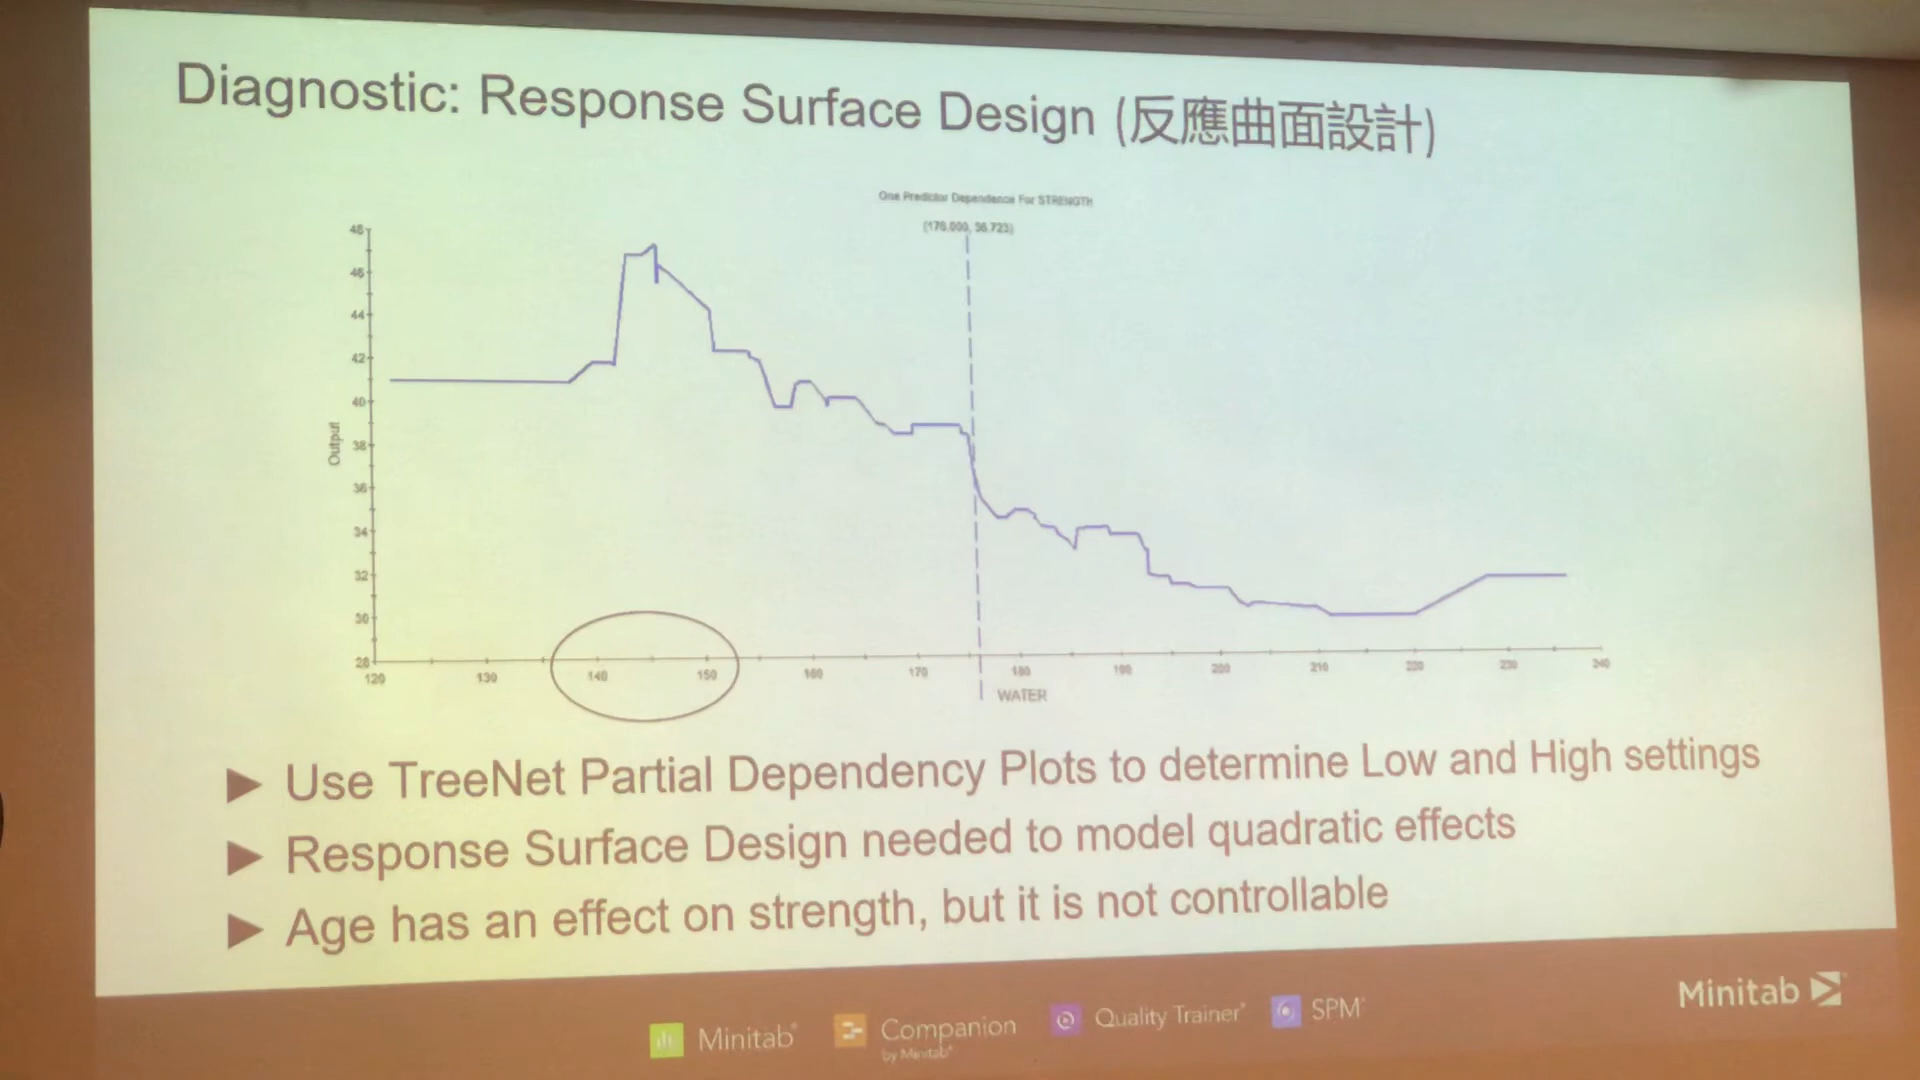 Diagnostic: Response Surface Design (反應曲面設計)
One Predictor Dependence For STRENGTH
(176.000, 36.723)
48
46
44
42
40
38
36
34
32
30
28
Output
120 130 140 150 160 170 180 190 200 210 220 230 240
WATER
► Use TreeNet Partial Dependency Plots to determine Low and High settings
► Response Surface Design needed to model quadratic effects
► Age has an effect on strength, but it is not controllable
Minitab
Minitab® Companion Quality Trainer® SPM®
by Minitab®